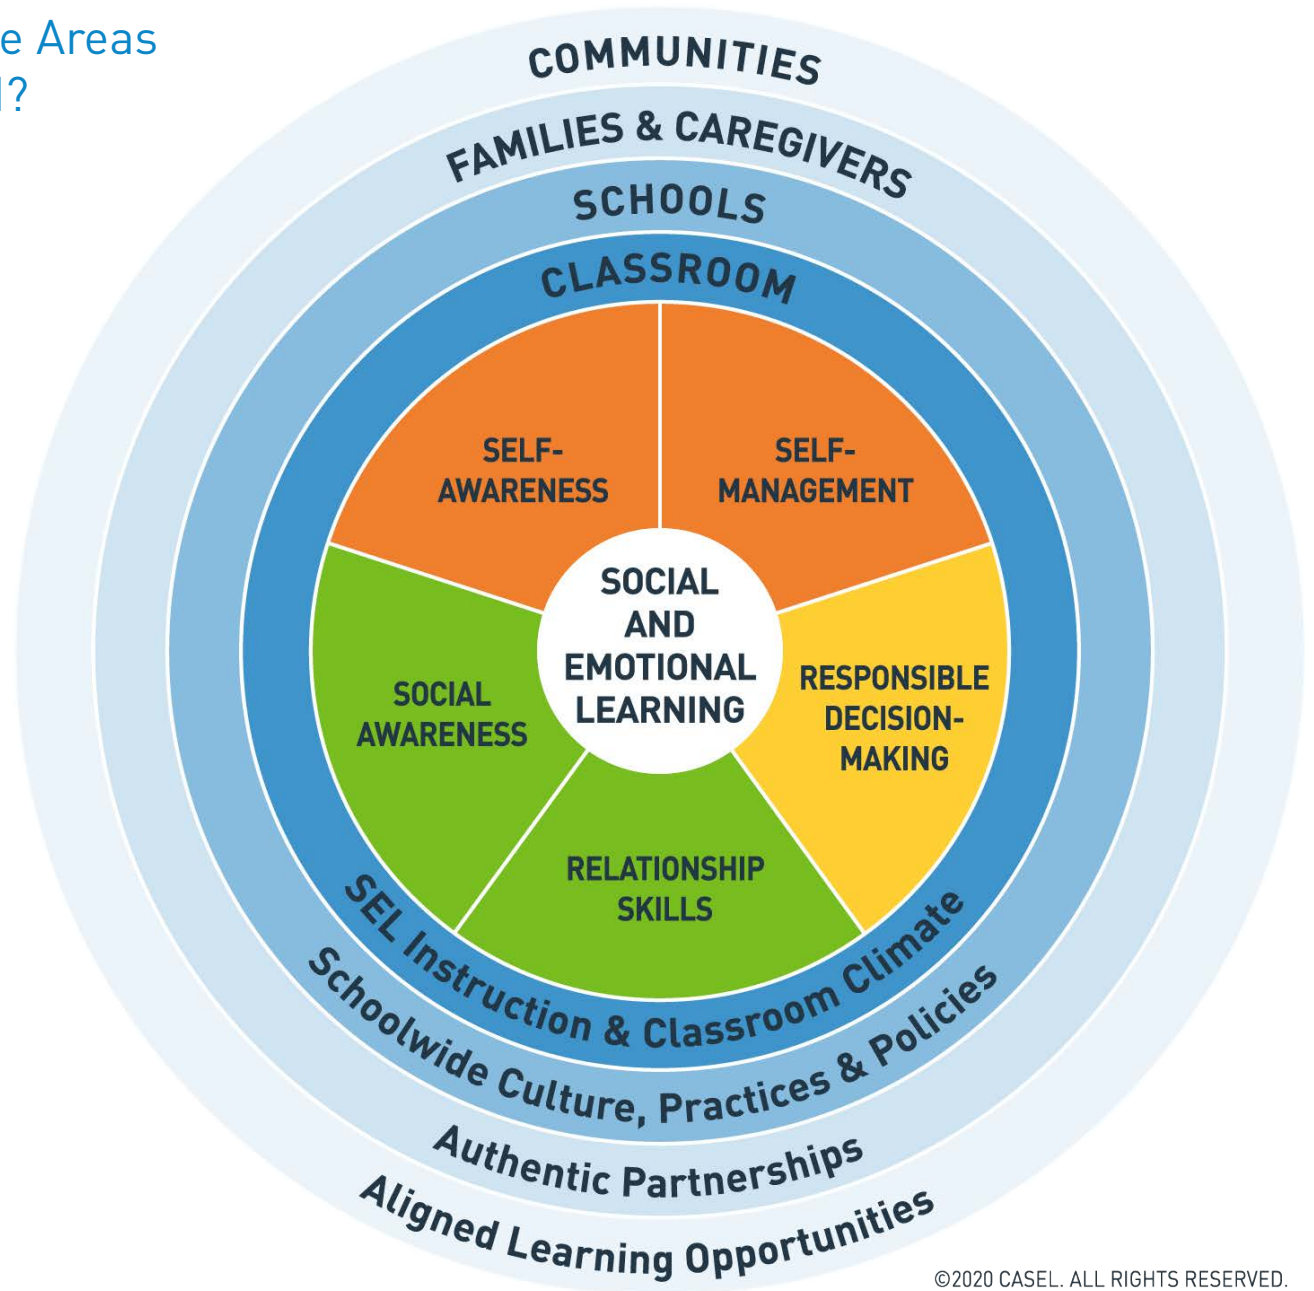 e Areas
?
COMMUNITIES
FAMILIES & CAREGIVERS
SCHOOLS
CLASSROOM
SELF-
AWARENESS
SELF-
MANAGEMENT
SOCIAL
AND
EMOTIONAL
LEARNING
RESPONSIBLE
DECISION-
MAKING
SOCIAL
AWARENESS
RELATIONSHIP
SKILLS
SEL Instruction & Classroom Climate
Schoolwide Culture, Practices & Policies
Authentic Partnerships
Aligned Learning Opportunities
©2020 CASEL. ALL RIGHTS RESERVED.